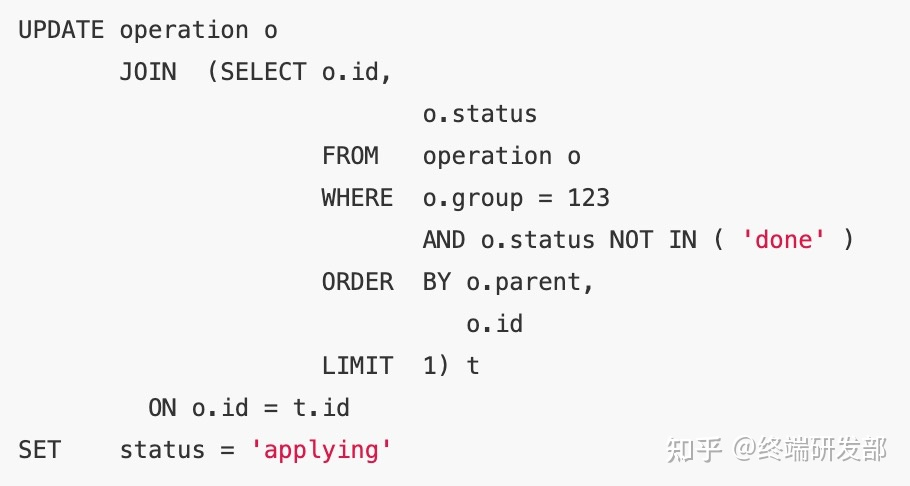 UPDATE operation o
JOIN (SELECT o.id,
o.status
FROM operation o
WHERE o.group = 123
AND o.status NOT IN ( 'done' )
ORDER BY o.parent,
o.id
LIMIT 1) t
ON o.id = t.id
SET status = 'applying'
知乎 @终端研发部